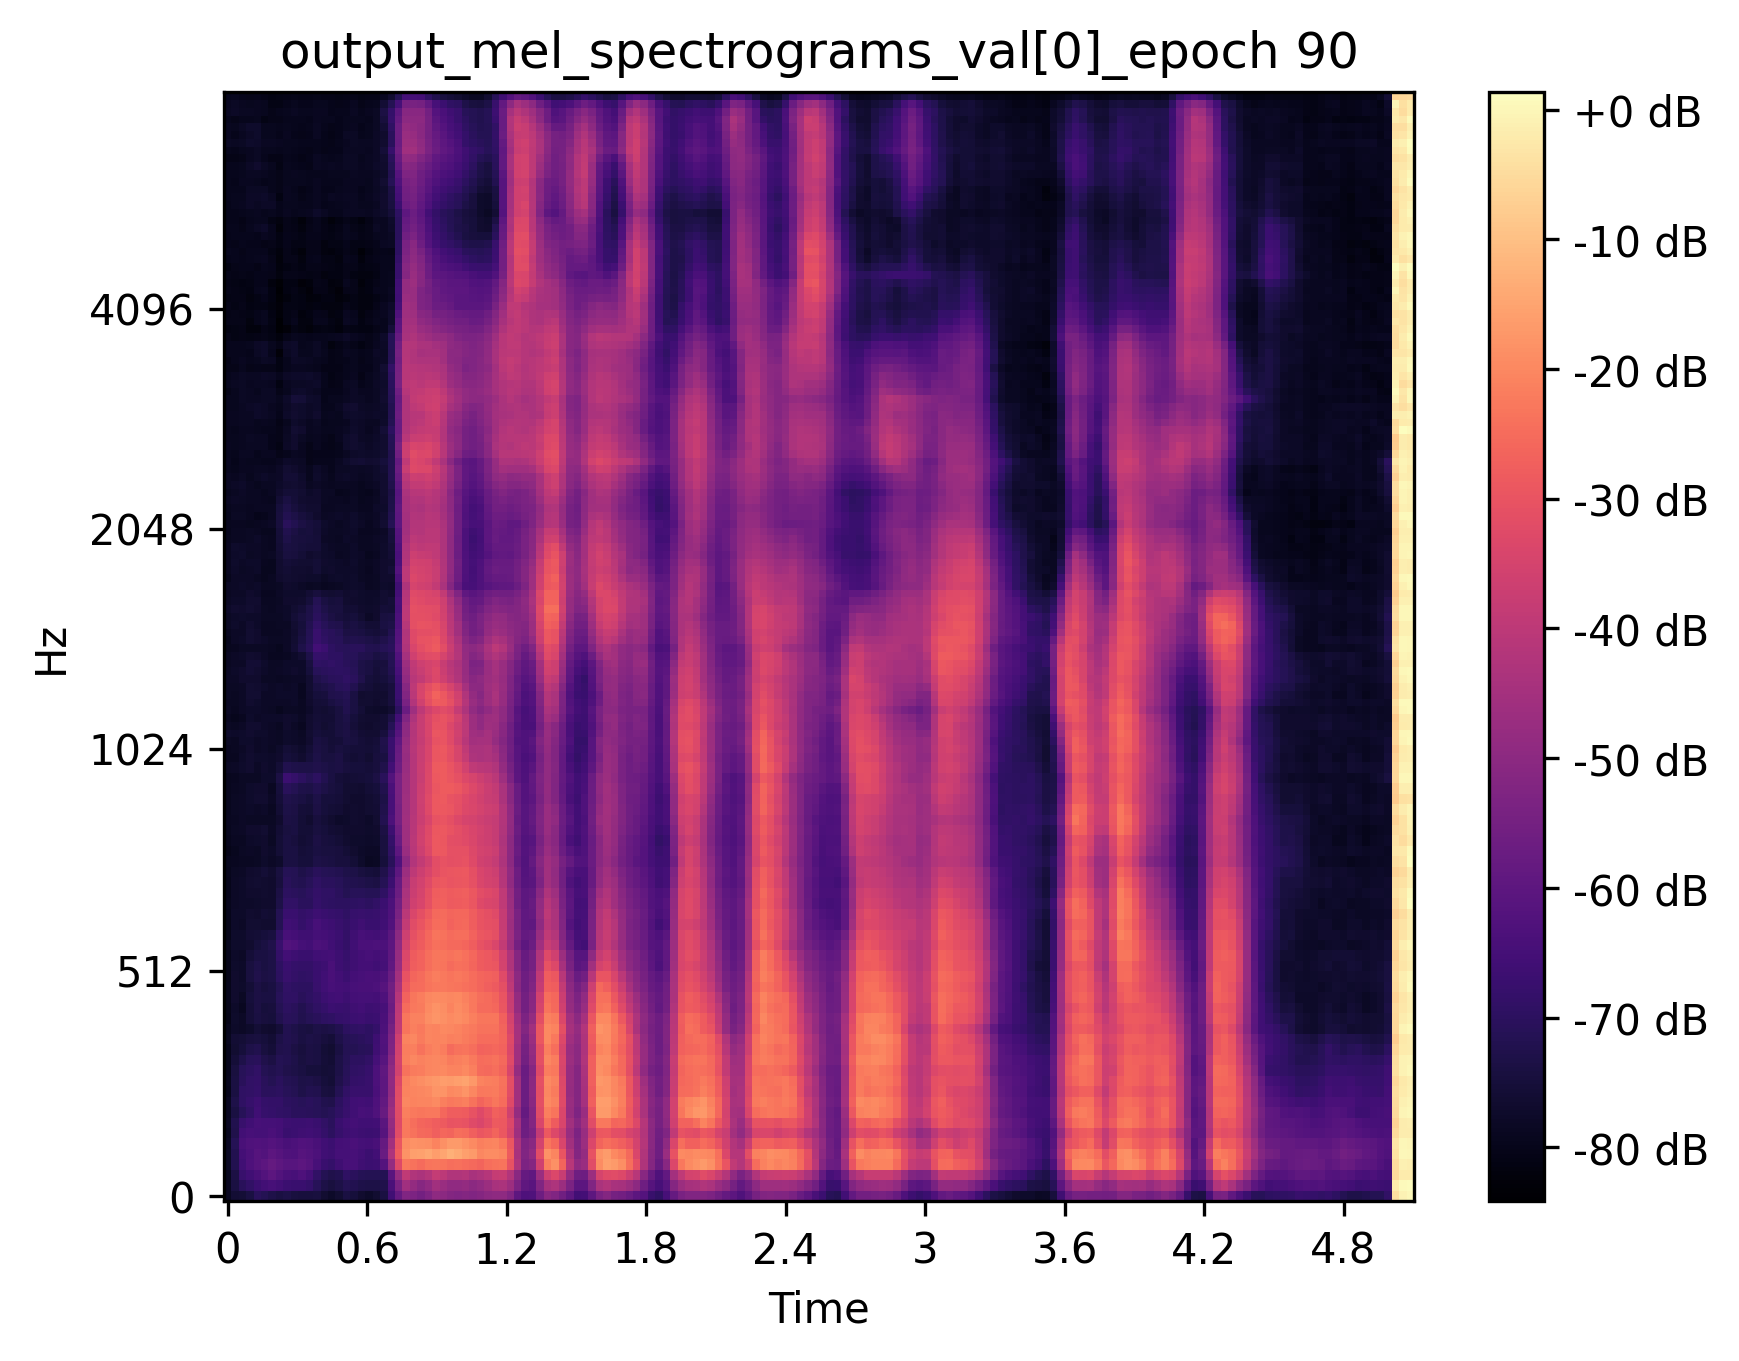 output_mel_spectrograms_val[0]_epoch 90
+0 dB
-10 dB
-20 dB
-30 dB
-40 dB
-50 dB
-60 dB
-70 dB
-80 dB
Hz
4096
2048
1024
512
0
0 0.6 1.2 1.8 2.4 3 3.6 4.2 4.8
Time